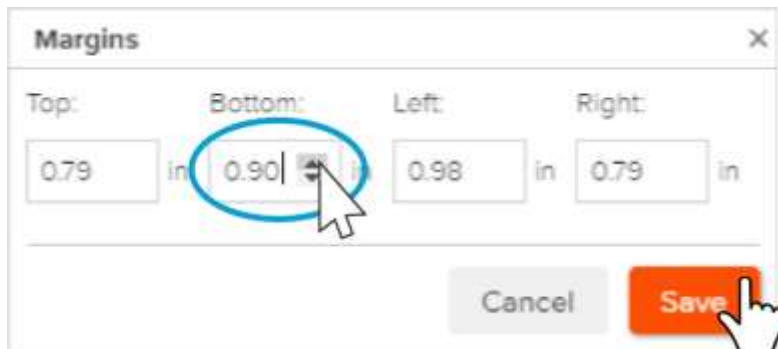 Margins ×
Top: Bottom: Left: Right:
0.79 in 0.90 in 0.98 in 0.79 in
Cancel Save